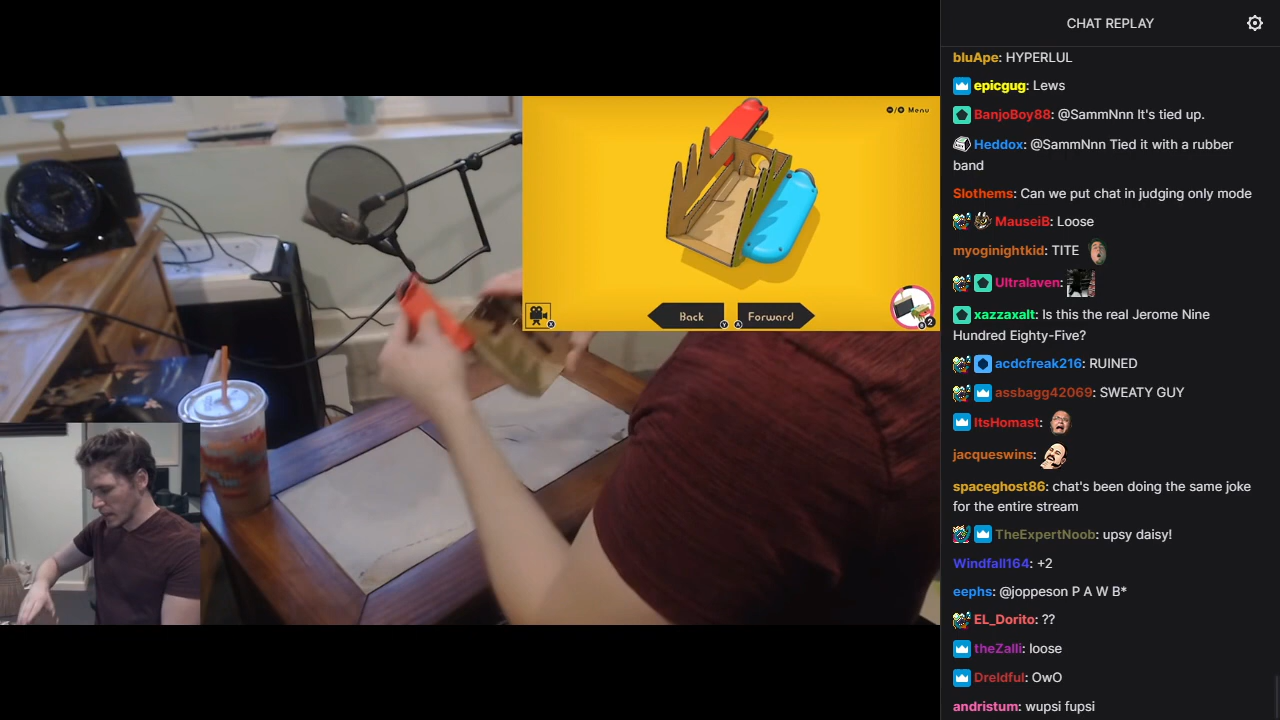 CHAT REPLAY
bluApe: HYPERLUL
epicgug: Lews
BanjoBoy88: @SammNnn It's tied up.
Heddox: @SammNnn Tied it with a rubber
band
Slothems: Can we put chat in judging only mode
MauseiB: Loose
myoginightkid: TITE
Ultralaven:
xazzaxalt: Is this the real Jerome Nine
Hundred Eighty-Five?
acdcfreak216: RUINED
assbagg42069: SWEATY GUY
ItsHomast:
jacqueswins:
spaceghost86: chat's been doing the same joke
for the entire stream
TheExpertNoob: upsy daisy!
Windfall164: +2
eephs: @joppeson P A W B*
EL_Dorito: ??
theZalli: loose
Dreldful: OwO
andristum: wupsi fupsi
-/+ Menu
Back
Y
Forward
A
X
B 2